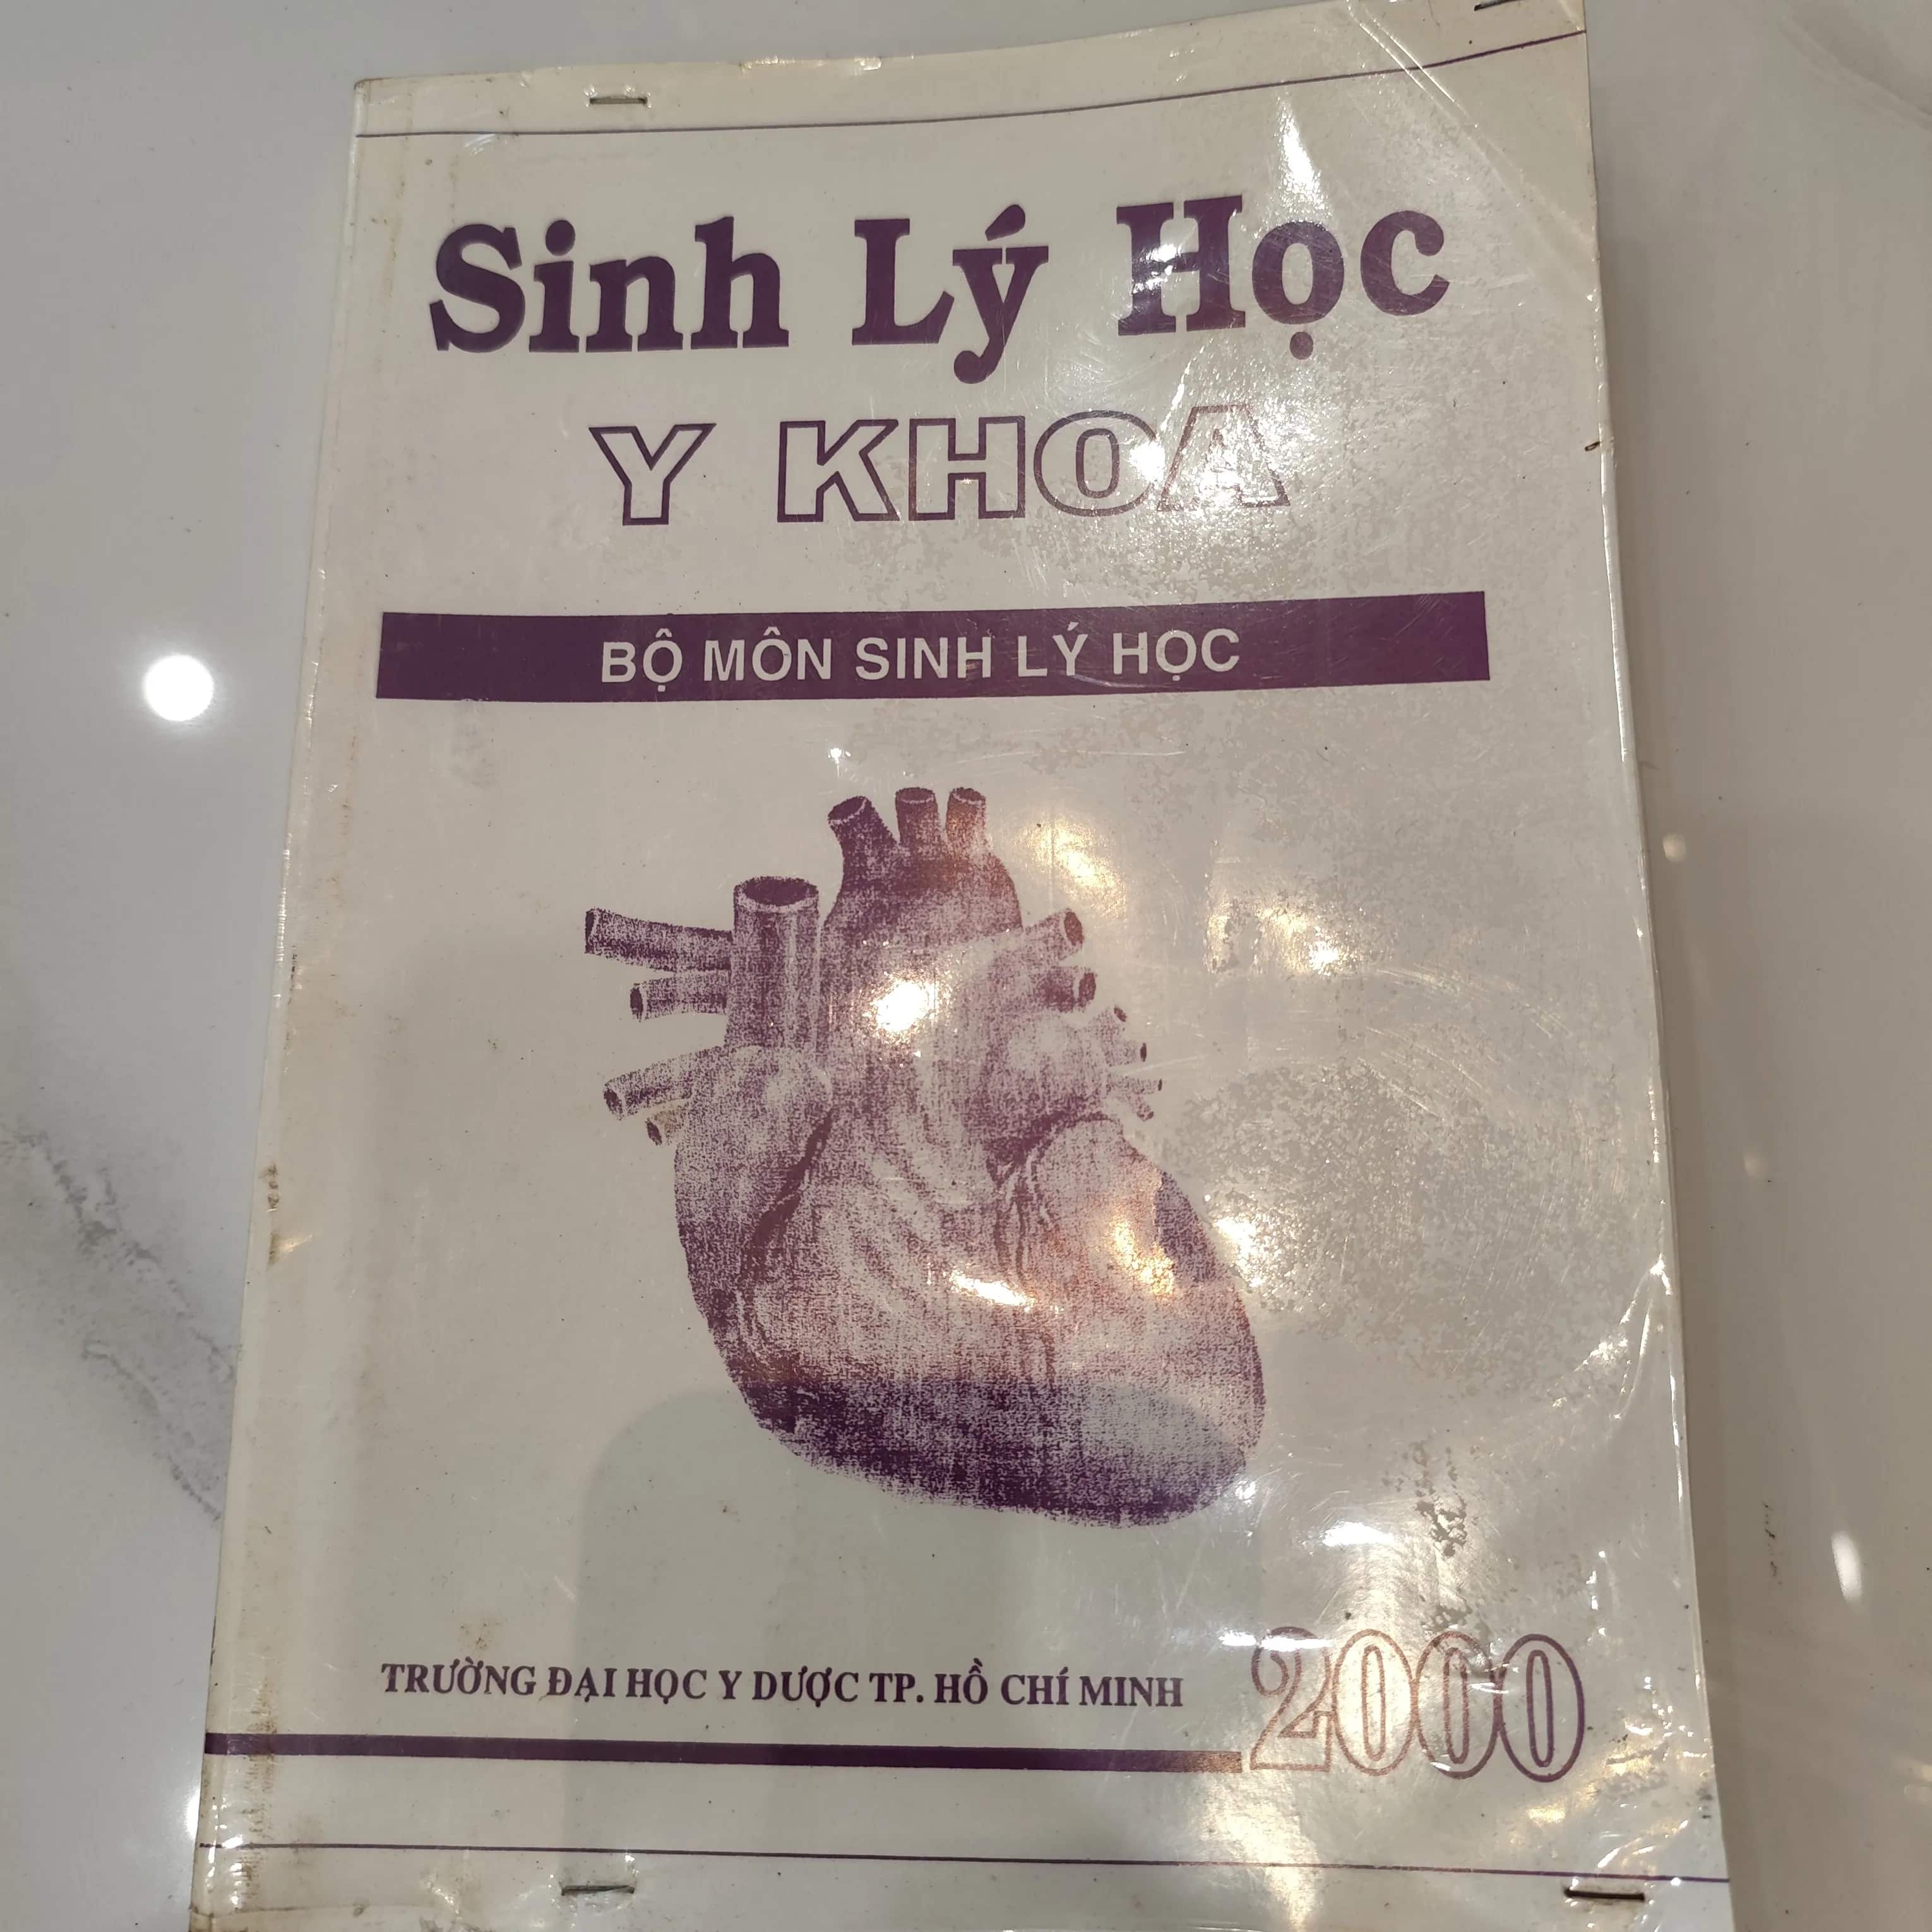 Sinh Lý Học
Y KHOA
BỘ MÔN SINH LÝ HỌC
TRƯỜNG ĐẠI HỌC Y DƯỢC TP. HỒ CHÍ MINH 2000